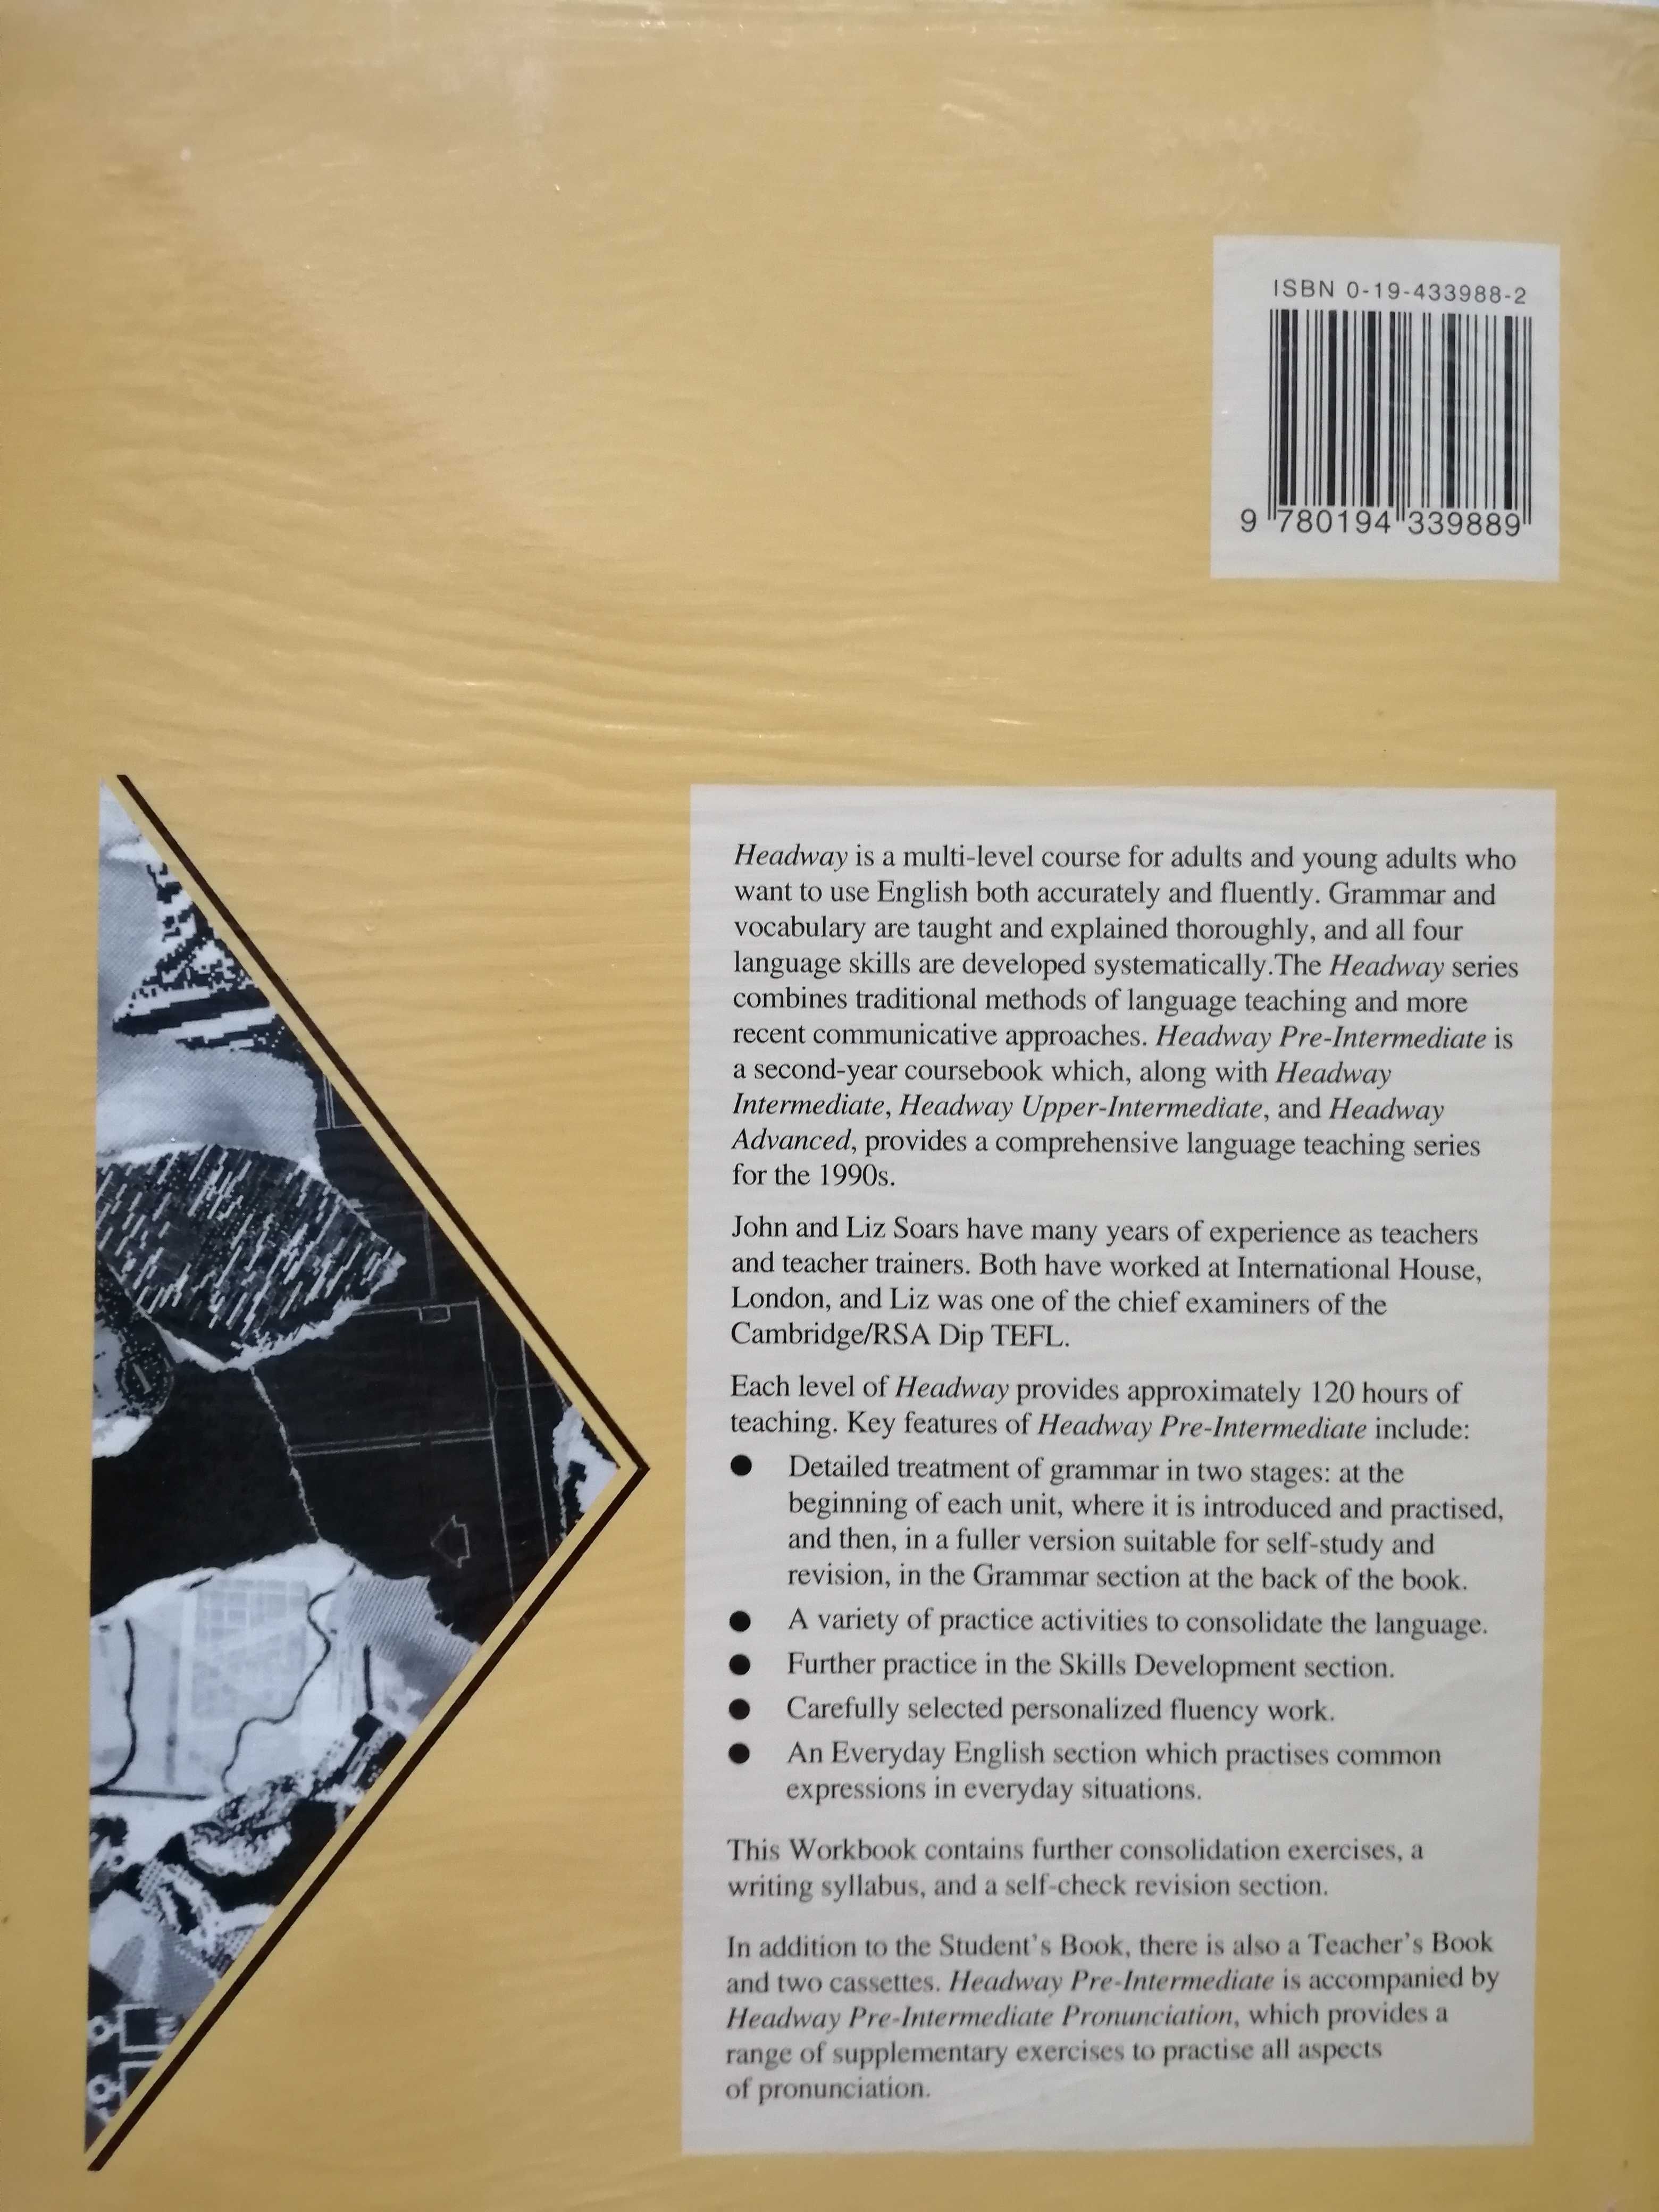 ISBN 0-19-433988-2
9 780194 339889
Headway is a multi-level course for adults and young adults who
want to use English both accurately and fluently. Grammar and
vocabulary are taught and explained thoroughly, and all four
language skills are developed systematically.The Headway series
combines traditional methods of language teaching and more
recent communicative approaches. Headway Pre-Intermediate is
a second-year coursebook which, along with Headway
Intermediate, Headway Upper-Intermediate, and Headway
Advanced, provides a comprehensive language teaching series
for the 1990s.
John and Liz Soars have many years of experience as teachers
and teacher trainers. Both have worked at International House,
London, and Liz was one of the chief examiners of the
Cambridge/RSA Dip TEFL.
Each level of Headway provides approximately 120 hours of
teaching. Key features of Headway Pre-Intermediate include:
● Detailed treatment of grammar in two stages: at the
beginning of each unit, where it is introduced and practised,
and then, in a fuller version suitable for self-study and
revision, in the Grammar section at the back of the book.
● A variety of practice activities to consolidate the language.
● Further practice in the Skills Development section.
● Carefully selected personalized fluency work.
● An Everyday English section which practises common
expressions in everyday situations.
This Workbook contains further consolidation exercises, a
writing syllabus, and a self-check revision section.
In addition to the Student's Book, there is also a Teacher's Book
and two cassettes. Headway Pre-Intermediate is accompanied by
Headway Pre-Intermediate Pronunciation, which provides a
range of supplementary exercises to practise all aspects
of pronunciation.